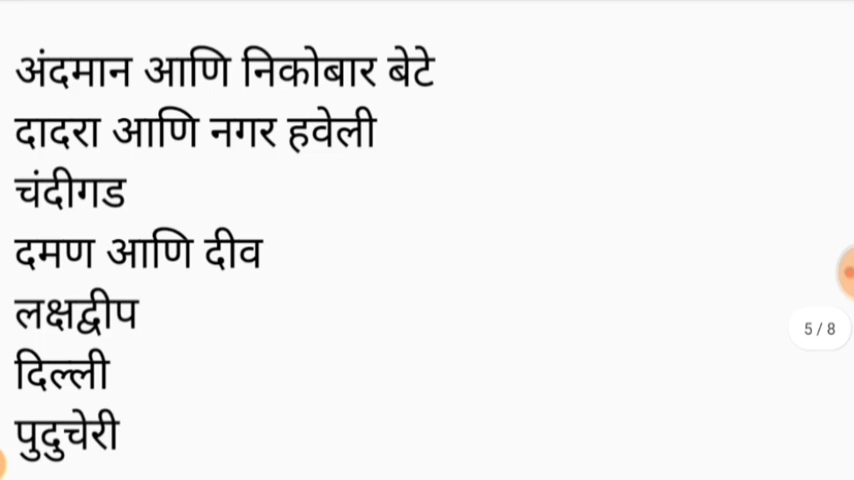 अंदमान आणि निकोबार बेटे
दादरा आणि नगर हवेली
चंदीगड
दमण आणि दीव
लक्षद्वीप
दिल्ली
पुदुचेरी
5 / 8